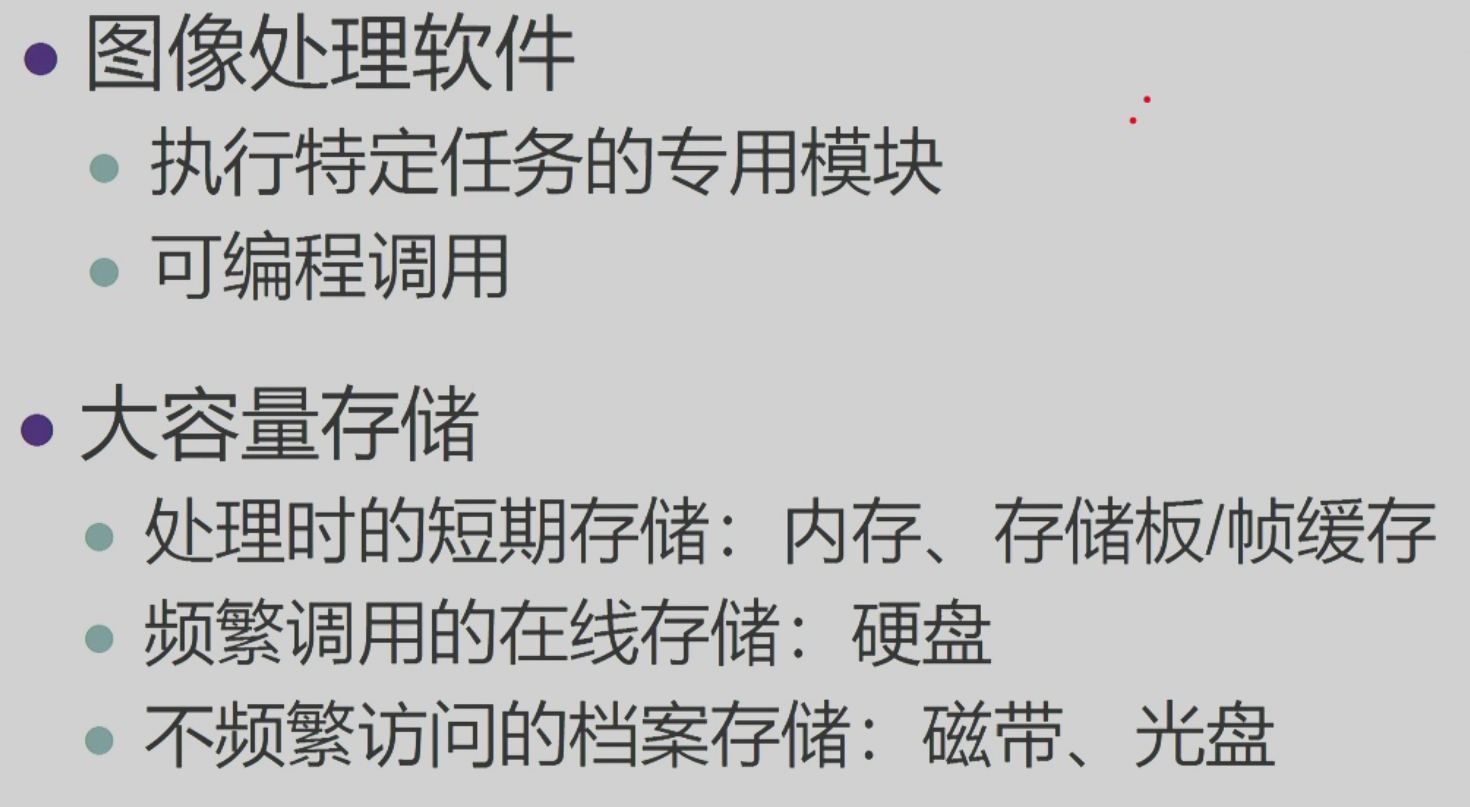 图像处理软件
执行特定任务的专用模块
可编程调用
大容量存储
处理时的短期存储：内存、存储板/帧缓存
频繁调用的在线存储：硬盘
不频繁访问的档案存储：磁带、光盘